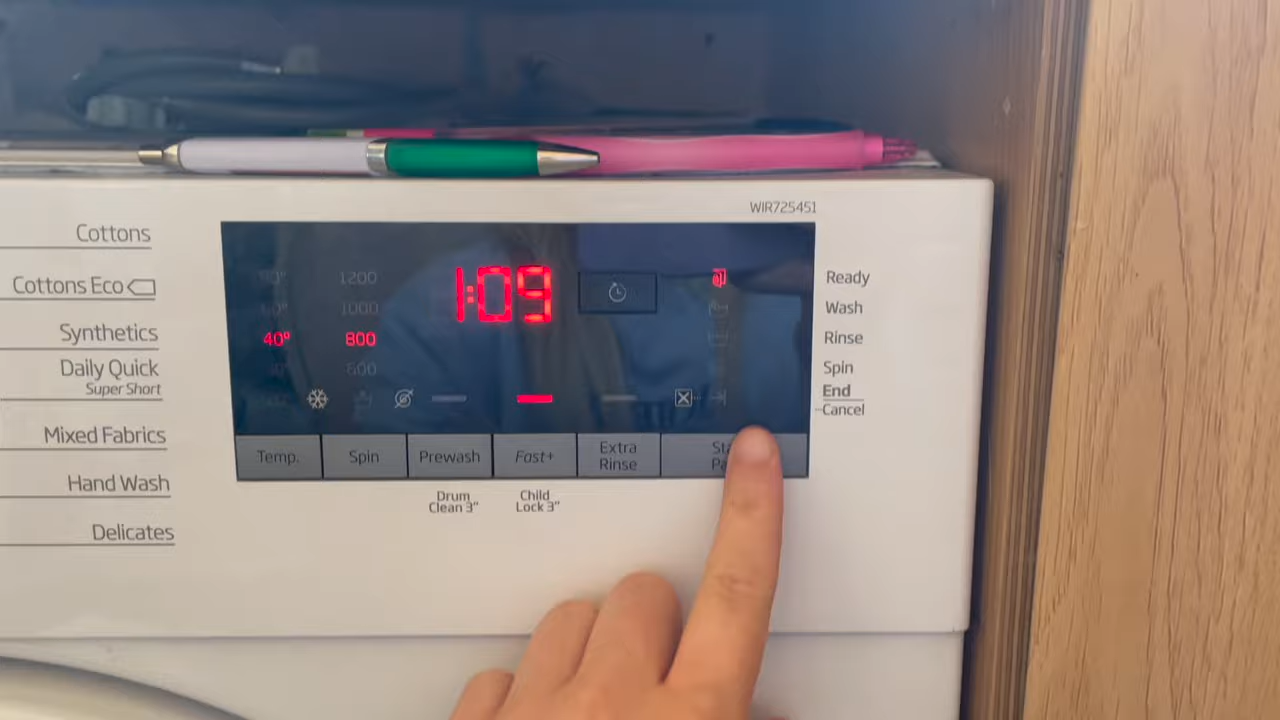 WIR725451
Cottons
Cottons Eco
Synthetics
Daily Quick
Super Short
Mixed Fabrics
Hand Wash
Delicates
1200
1000
40° 800
600
1:09
Ready
Wash
Rinse
Spin
End
Cancel
Temp. Spin Prewash Fast+ Extra
Rinse
Drum
Clean 3"
Child
Lock 3"